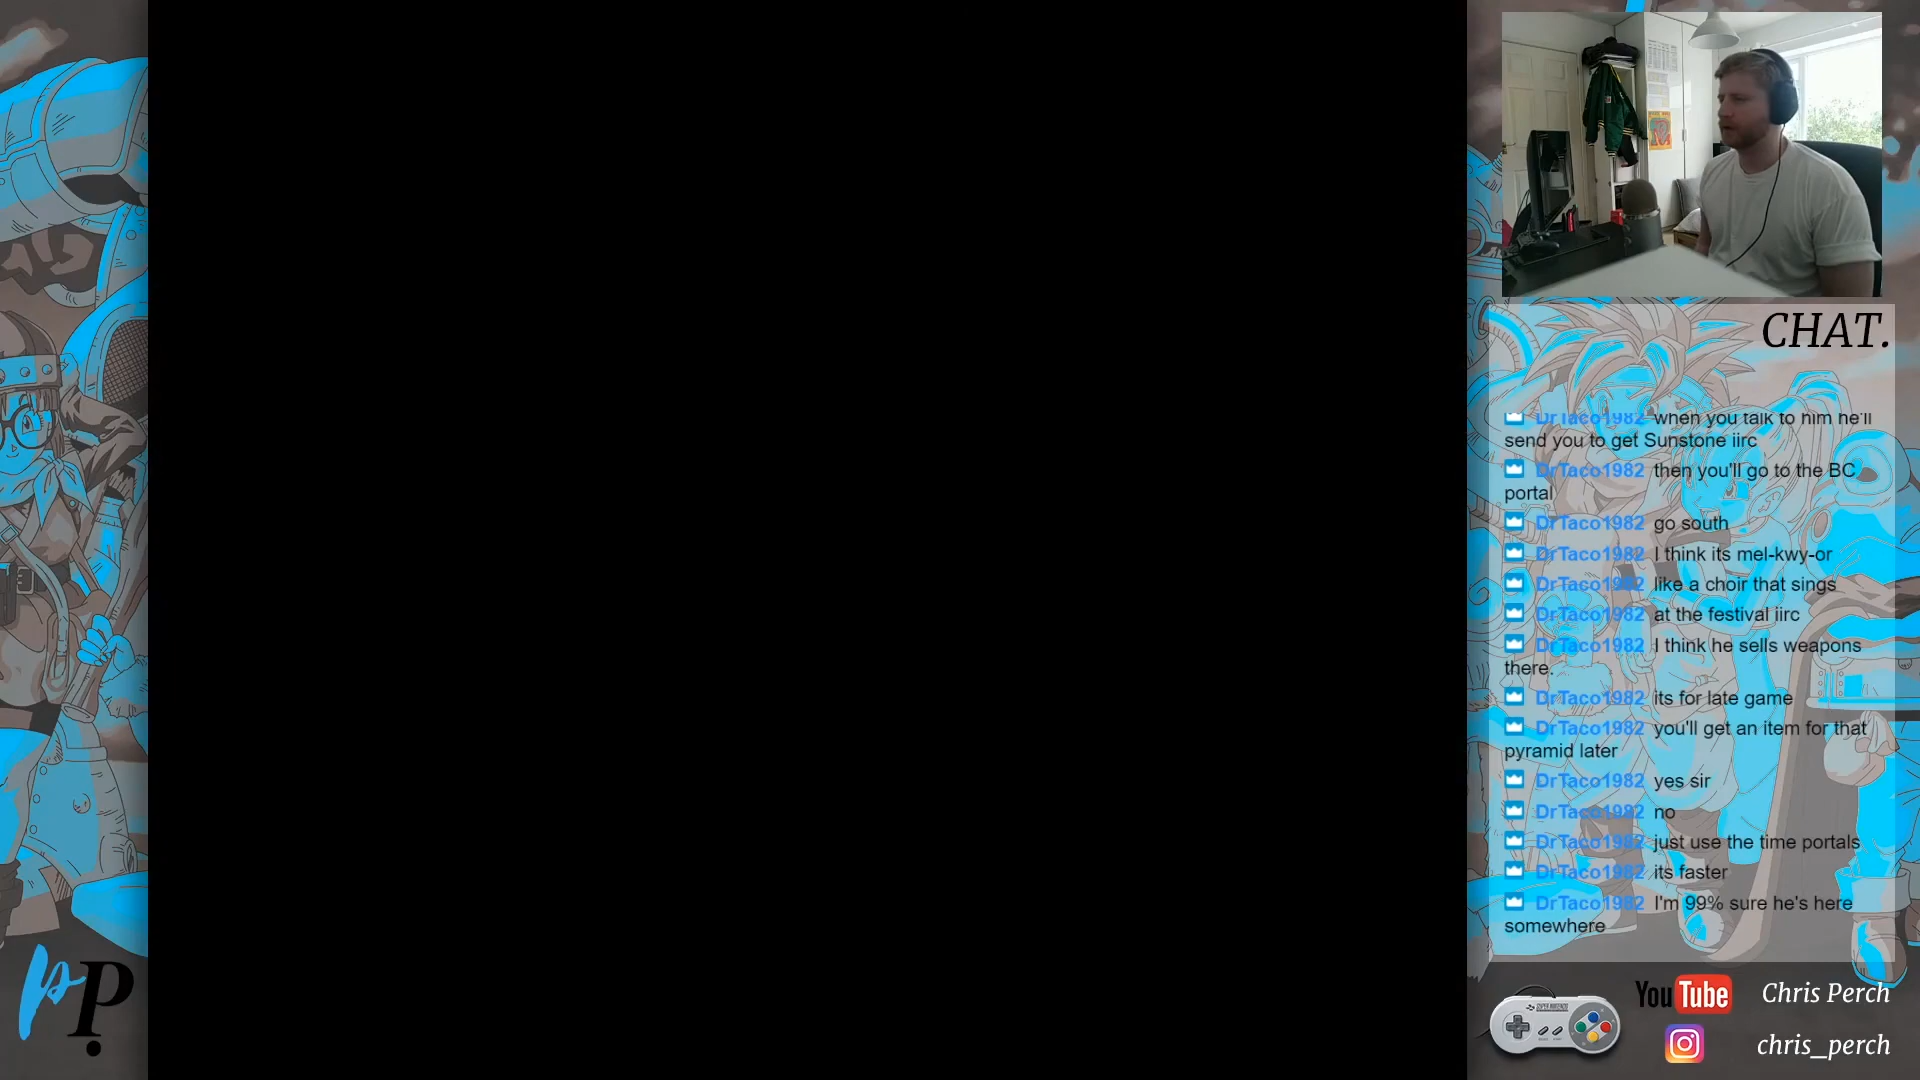 CHAT.
DrTaco1982 when you talk to him he'll
send you to get Sunstone iirc
DrTaco1982 then you'll go to the BC
portal
DrTaco1982 go south
DrTaco1982 I think its mel-kwy-or
DrTaco1982 like a choir that sings
DrTaco1982 at the festival iirc
DrTaco1982 I think he sells weapons
there.
DrTaco1982 its for late game
DrTaco1982 you'll get an item for that
pyramid later
DrTaco1982 yes sir
DrTaco1982 no
DrTaco1982 just use the time portals
DrTaco1982 its faster
DrTaco1982 I'm 99% sure he's here
somewhere
pP.
YouTube Chris Perch
chris_perch